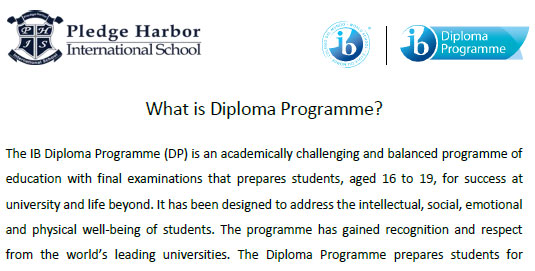 Pledge Harbor
International School
Diploma
Programme
What is Diploma Programme?
The IB Diploma Programme (DP) is an academically challenging and balanced programme of
education with final examinations that prepares students, aged 16 to 19, for success at
university and life beyond. It has been designed to address the intellectual, social, emotional
and physical well-being of students. The programme has gained recognition and respect
from the world's leading universities. The Diploma Programme prepares students for